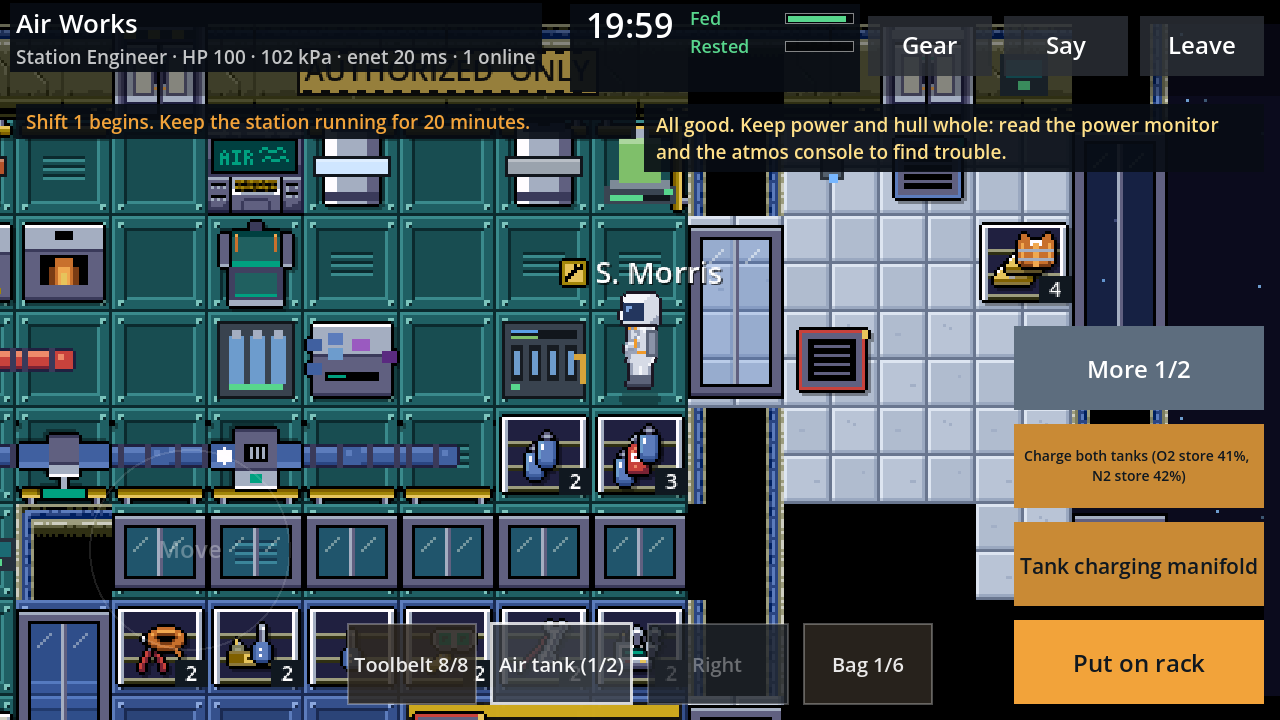 Air Works
Station Engineer · HP 100 · 102 kPa · enet 20 ms · 1 online
19:59
Fed
Rested
Gear
Say
Leave
AUTHORIZED ONLY
Shift 1 begins. Keep the station running for 20 minutes.
All good. Keep power and hull whole: read the power monitor
and the atmos console to find trouble.
AIR
S. Morris
4
More 1/2
2
3
Charge both tanks (O2 store 41%,
N2 store 42%)
Move
Tank charging manifold
2
2
2
2
2
Toolbelt 8/8
Air tank (1/2)
Right
Bag 1/6
Put on rack